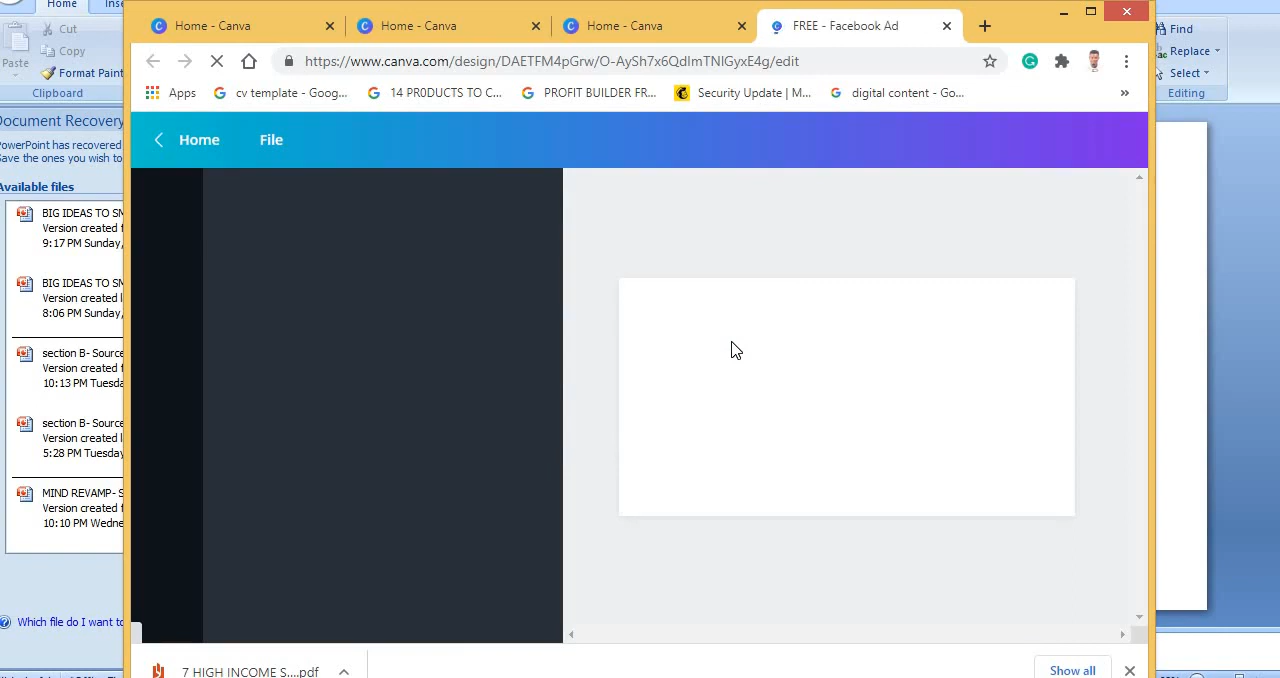 Home
Inse
Cut
Copy
Paste
Format Paint
Clipboard
Document Recovery
PowerPoint has recovered
Save the ones you wish to
Available files
BIG IDEAS TO SM
Version created f
9:17 PM Sunday,
BIG IDEAS TO SM
Version created l
8:06 PM Sunday,
section B- Source
Version created f
10:13 PM Tuesda
section B- Source
Version created f
5:28 PM Tuesday
MIND REVAMP- S
Version created f
10:10 PM Wedne
Which file do I want to
Home - Canva
Home - Canva
Home - Canva
FREE - Facebook Ad
https://www.canva.com/design/DAETFM4pGrw/O-AySh7x6QdImTNIGyxE4g/edit
Apps
cv template - Goog...
14 PR0DUCTS TO C...
PROFIT BUILDER FR...
Security Update | M...
digital content - Go...
»
Home
File
7 HIGH INCOME S....pdf
Show all
Find
Replace
Select
Editing